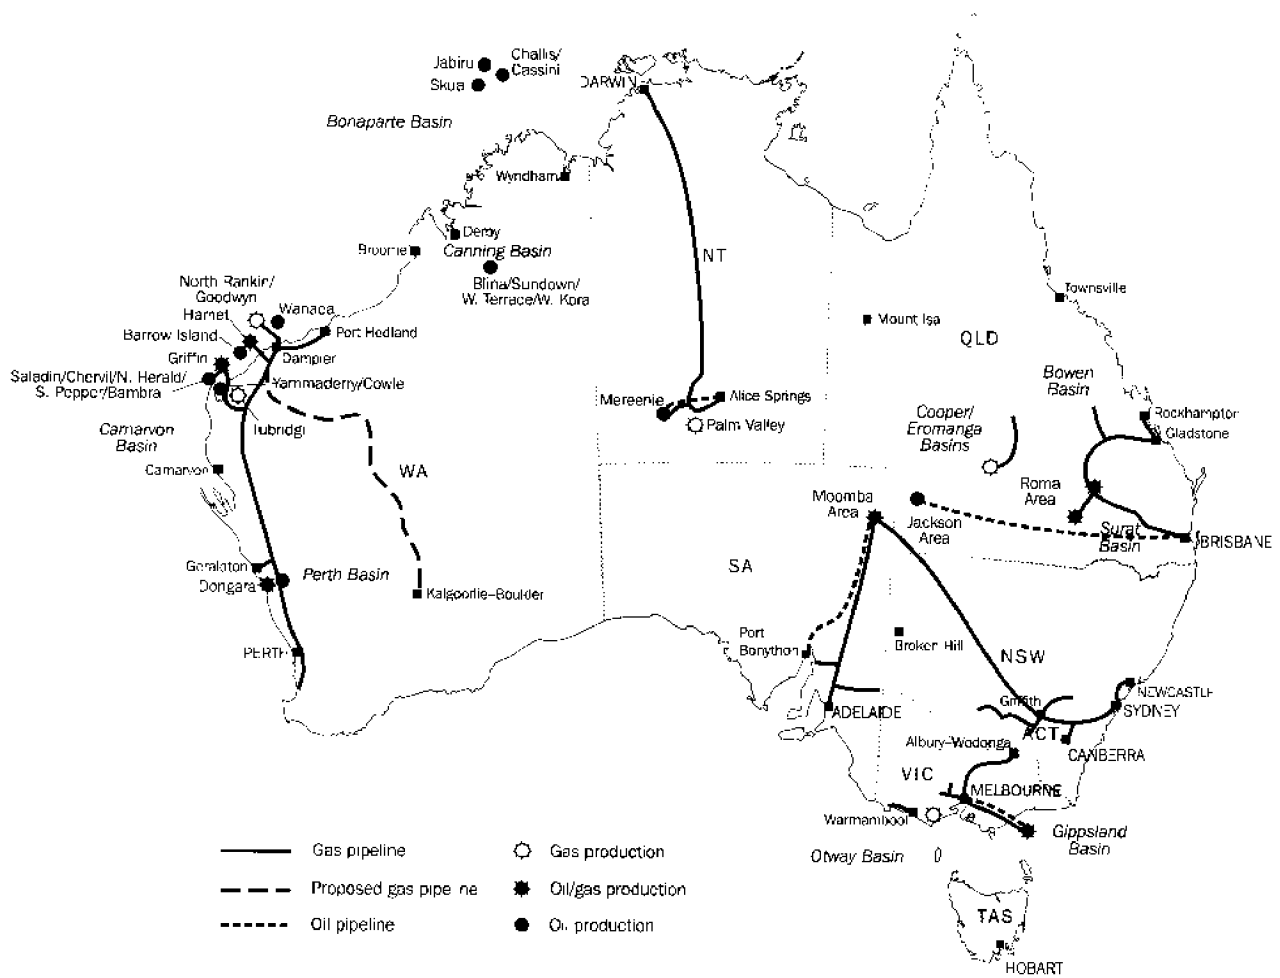 Jabiru
Challis/
Cassini
Skua
DARWIN
Bonaparte Basin
Wyndham
Derby
Broome
Canning Basin
NT
Blina/Sundown/
W. Terrace/W. Kora
North Rankin/
Goodwyn
Harriet
Wanaea
Barrow Island
Port Hedland
Griffin
Dampier
Saladin/Chervil/N. Herald/
S. Pepper/Bambra
Yammaderry/Cowle
Tubridgi
Carnarvon
Basin
Carnarvon
WA
Townsville
Mount Isa
QLD
Bowen
Basin
Mereenie
Alice Springs
Palm Valley
Cooper/
Eromanga
Basins
Rockhampton
Gladstone
Moomba
Area
Jackson
Area
Roma
Area
Surat
Basin
BRISBANE
Geraldton
Dongara
Perth Basin
Kalgoorlie–Boulder
SA
PERTH
Port
Bonython
Broken Hill
NSW
NEWCASTLE
SYDNEY
Griffith
ADELAIDE
ACT
CANBERRA
Albury–Wodonga
VIC
MELBOURNE
Warrnambool
Otway Basin
Gippsland
Basin
TAS
HOBART
Gas pipeline
Proposed gas pipeline
Oil pipeline
Gas production
Oil/gas production
Oil production